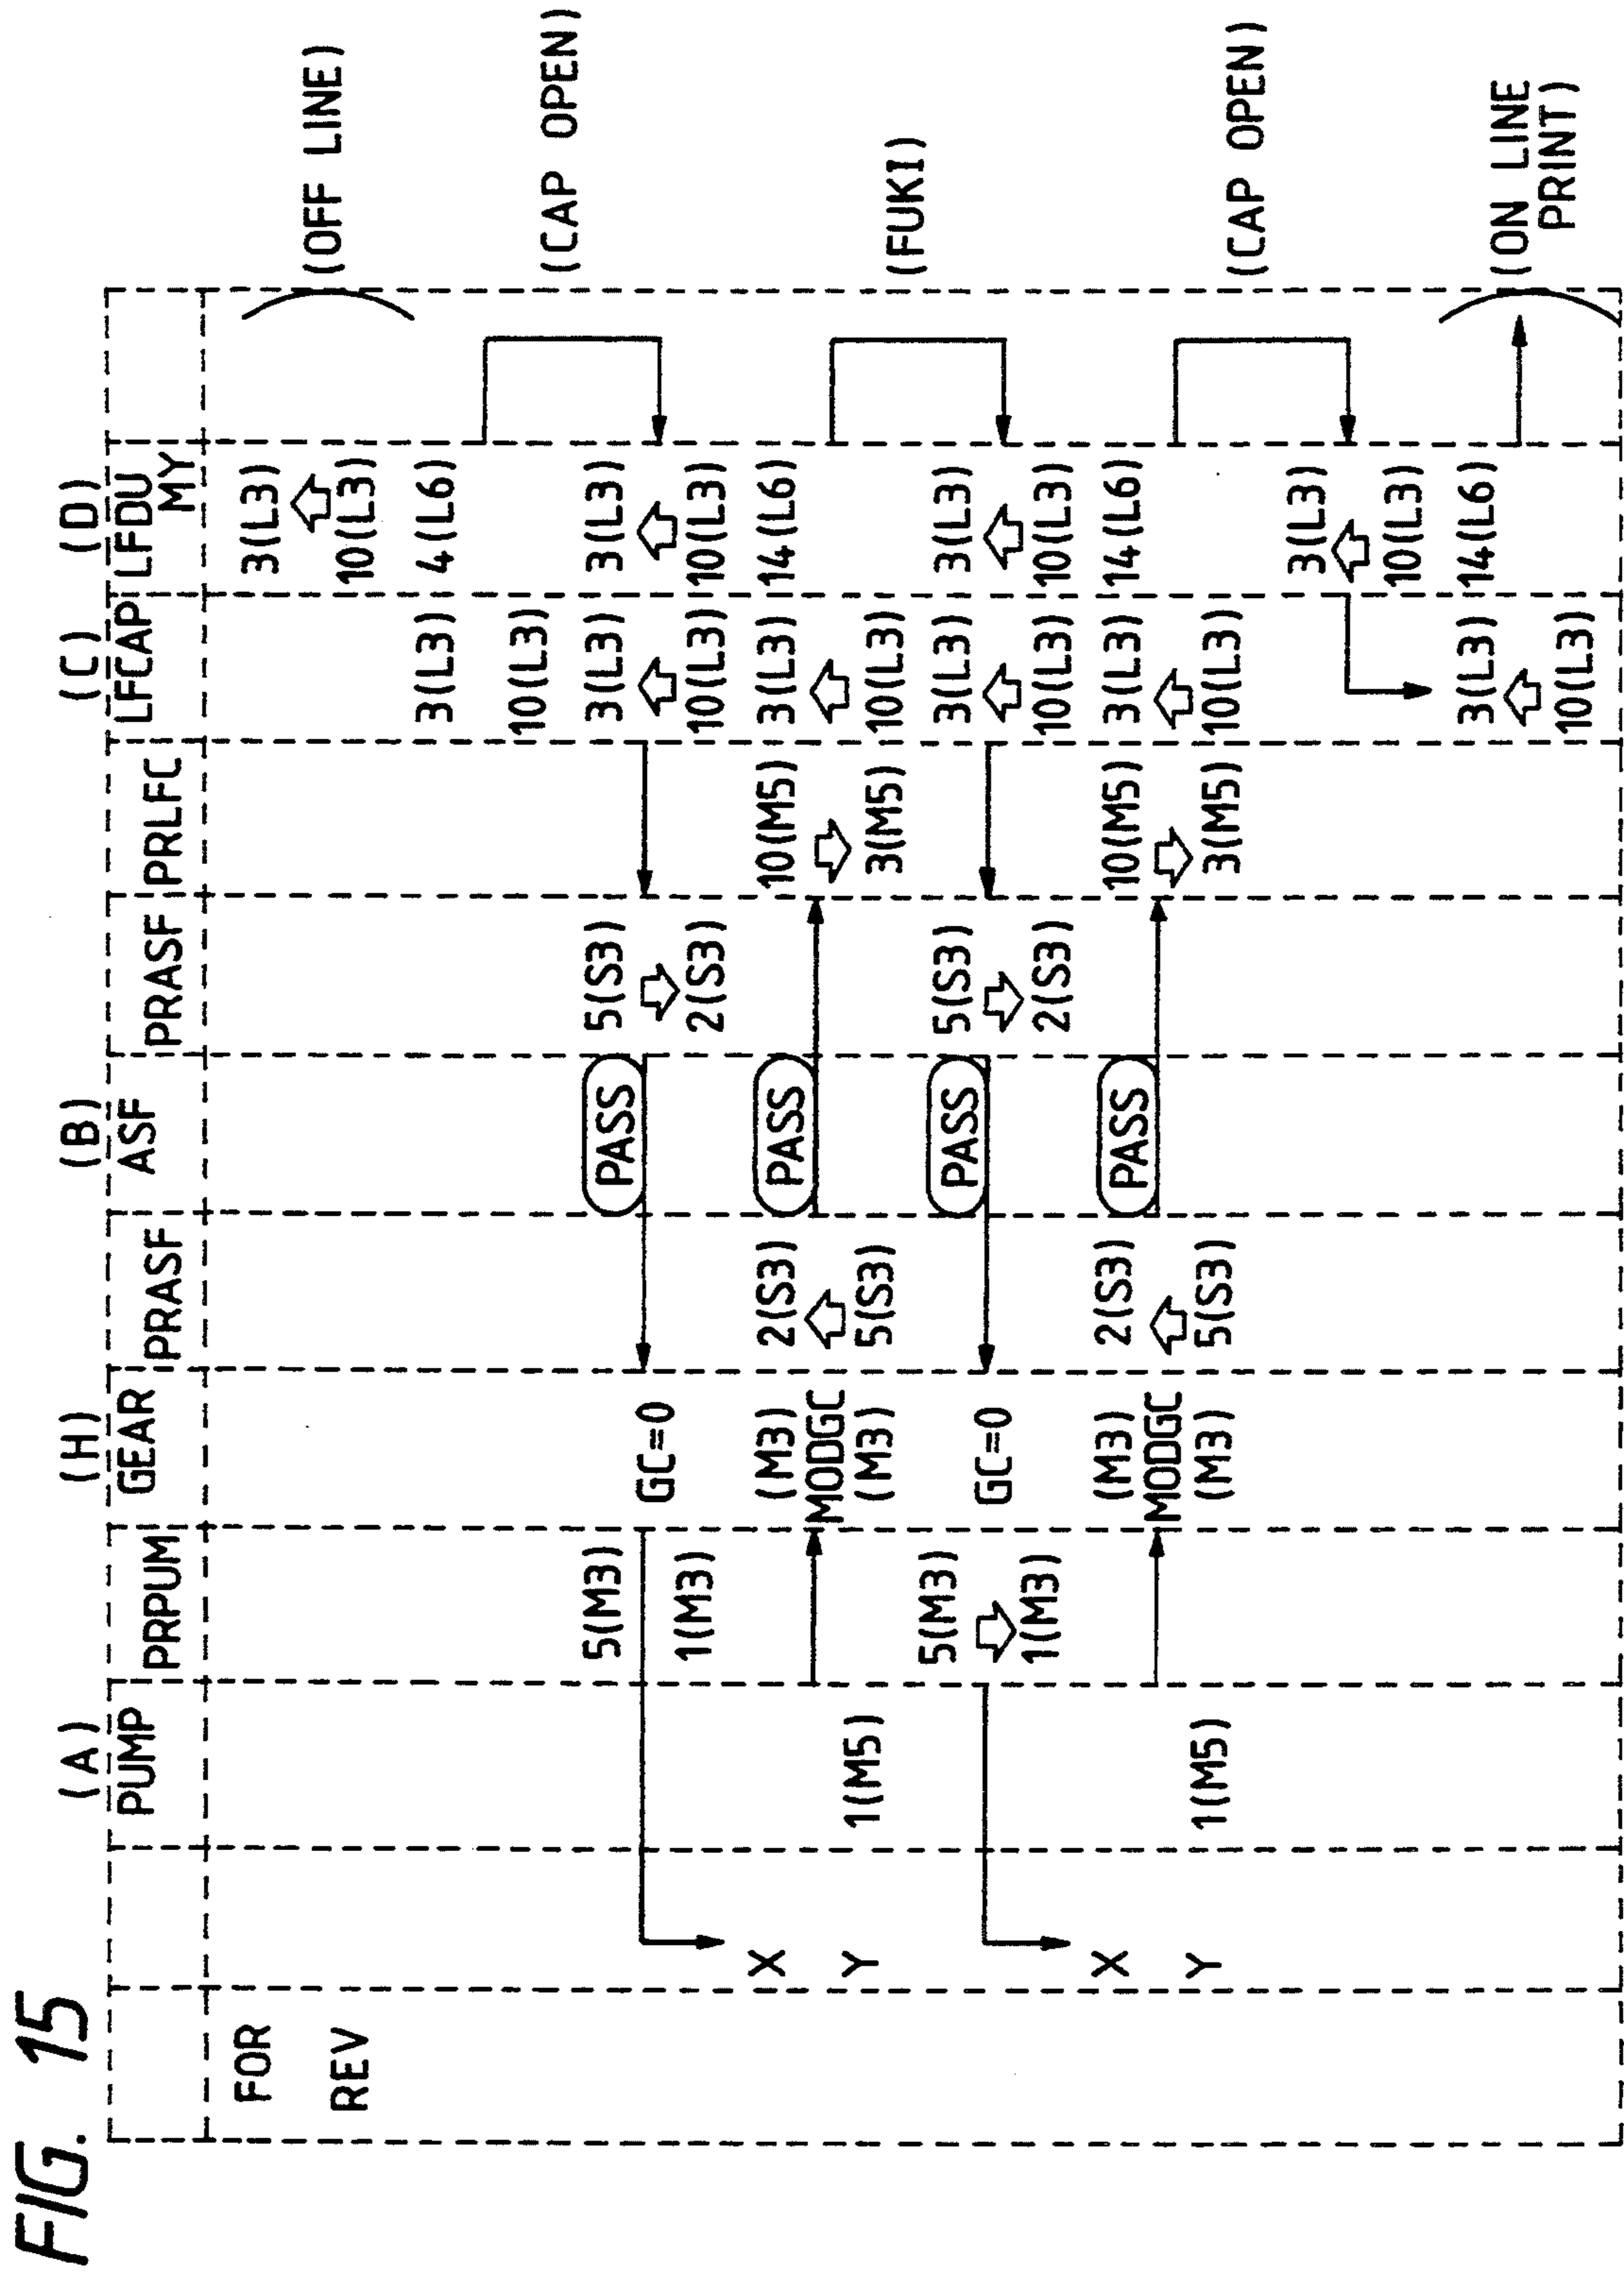 FIG. 15
(A)
(H)
(B)
(C)
(D)
PUMP
PRPUM
GEAR
PRASF
ASF
PRASF
PRLFC
LFCAP
LFDU
MY
FOR
3(L3)
(OFF LINE)
REV
10(L3)
3(L3)
4(L6)
10(L3)
(CAP OPEN)
5(M3)
PASS
5(S3)
3(L3)
3(L3)
GC=0
1(M3)
2(S3)
10(L3)
10(L3)
X
(M3)
2(S3)
PASS
10(M5)
3(L3)
14(L6)
MODGC
Y
1(M5)
(M3)
5(S3)
3(M5)
10(L3)
(FUKI)
5(M3)
PASS
5(S3)
3(L3)
3(L3)
GC=0
1(M3)
2(S3)
10(L3)
10(L3)
X
(M3)
2(S3)
PASS
10(M5)
3(L3)
14(L6)
MODGC
Y
1(M5)
(M3)
5(S3)
3(M5)
10(L3)
(CAP OPEN)
3(L3)
10(L3)
3(L3)
14(L6)
10(L3)
(ON LINE
PRINT)